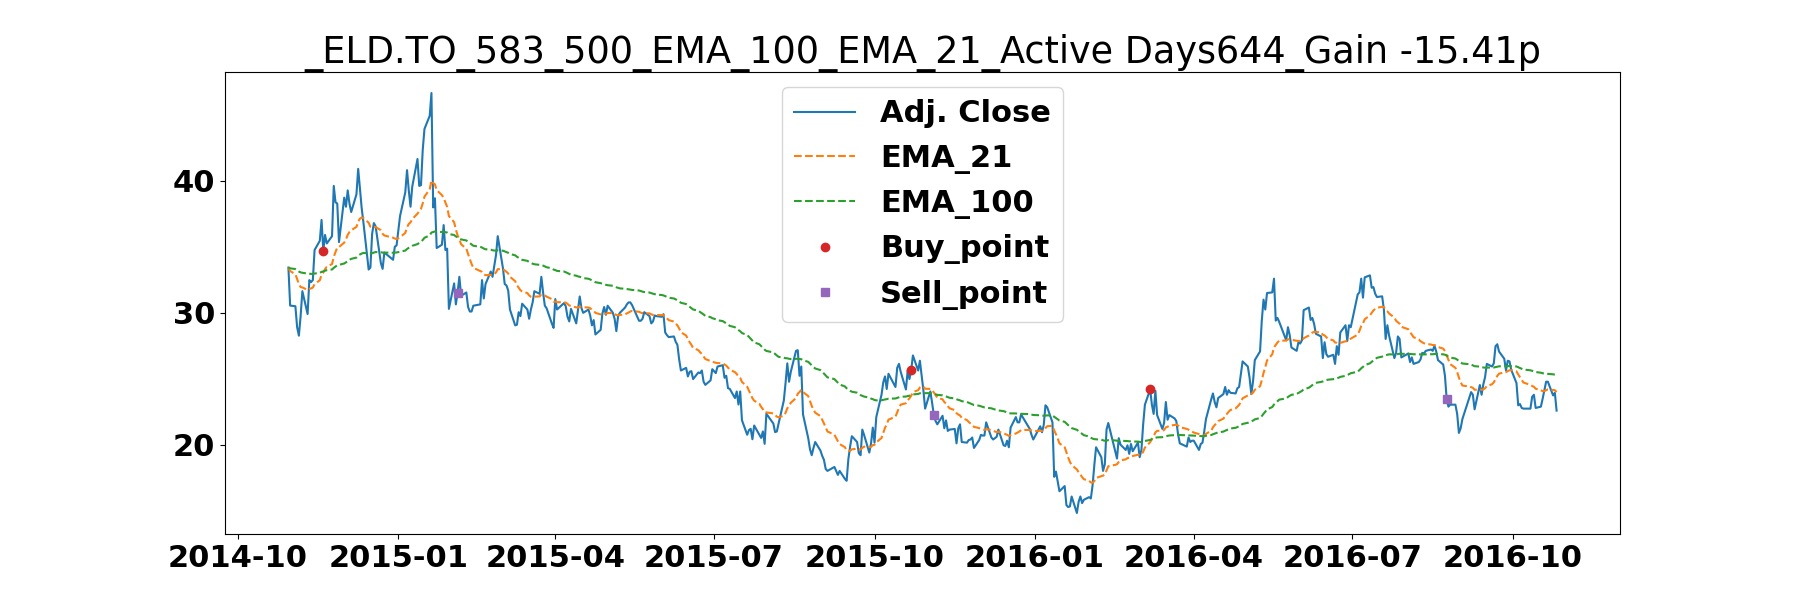 _ELD.TO_583_500_EMA_100_EMA_21_Active Days644_Gain -15.41p
Adj. Close
EMA_21
EMA_100
Buy_point
Sell_point
40
30
20
2014-10 2015-01 2015-04 2015-07 2015-10 2016-01 2016-04 2016-07 2016-10